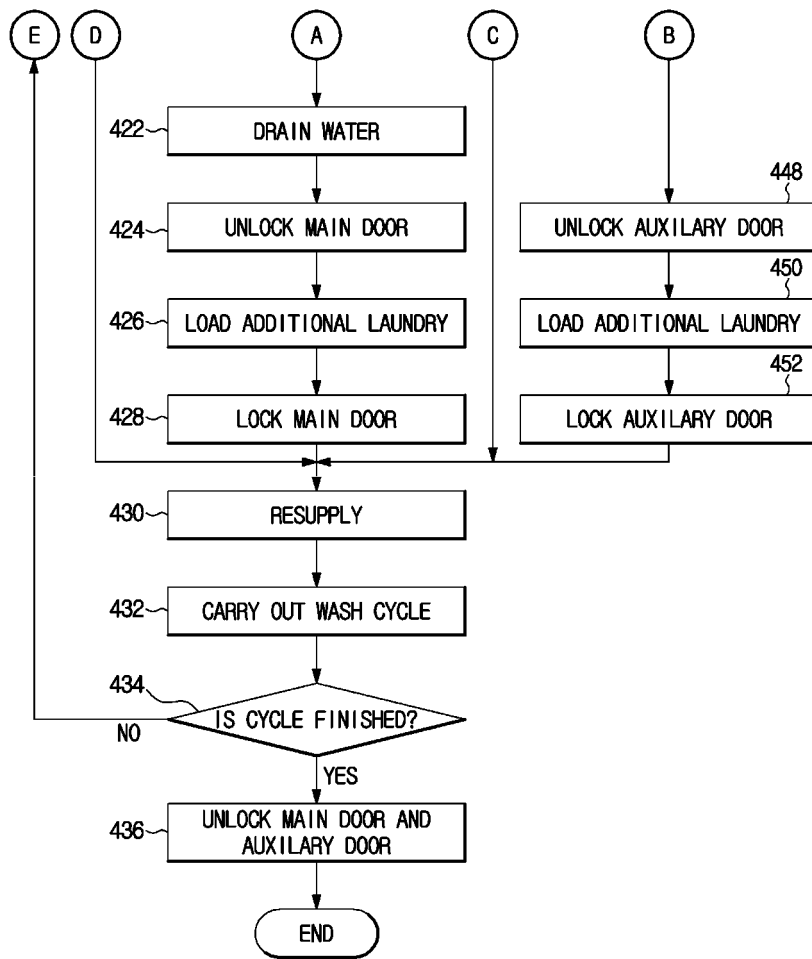 E
D
A
C
B
422
DRAIN WATER
448
424
UNLOCK MAIN DOOR
UNLOCK AUXILARY DOOR
450
426
LOAD ADDITIONAL LAUNDRY
LOAD ADDITIONAL LAUNDRY
452
428
LOCK MAIN DOOR
LOCK AUXILARY DOOR
430
RESUPPLY
432
CARRY OUT WASH CYCLE
434
IS CYCLE FINISHED?
NO
YES
436
UNLOCK MAIN DOOR AND
AUXILARY DOOR
END